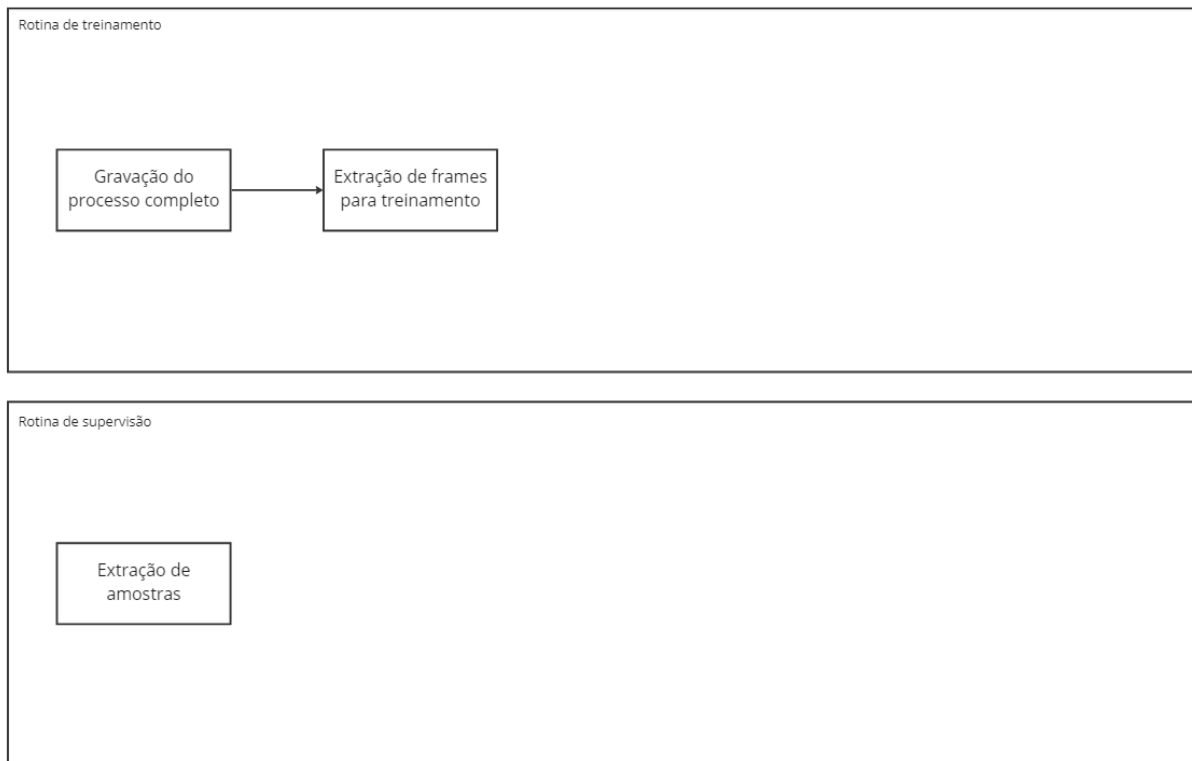 Rotina de treinamento
Gravação do
processo completo
Extração de frames
para treinamento
Rotina de supervisão
Extração de
amostras